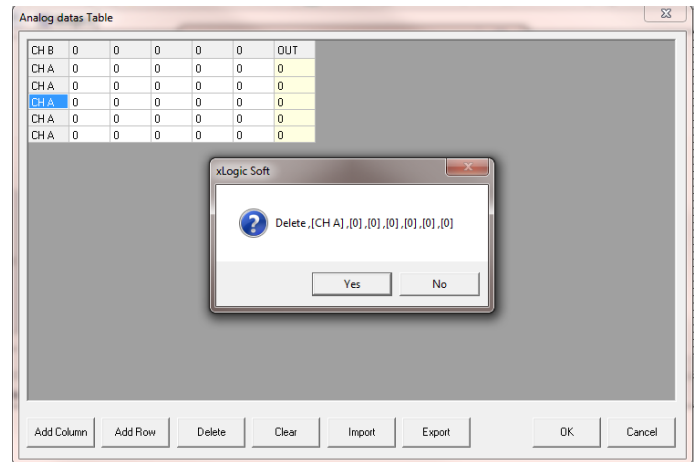 Analog datas Table
CH B 0 0 0 0 0 OUT
CH A 0 0 0 0 0 0
CH A 0 0 0 0 0 0
CH A 0 0 0 0 0 0
CH A 0 0 0 0 0 0
CH A 0 0 0 0 0 0
xLogic Soft
Delete ,[CH A] ,[0] ,[0] ,[0] ,[0] ,[0] ,[0]
Yes No
Add Column Add Row Delete Clear Import Export OK Cancel